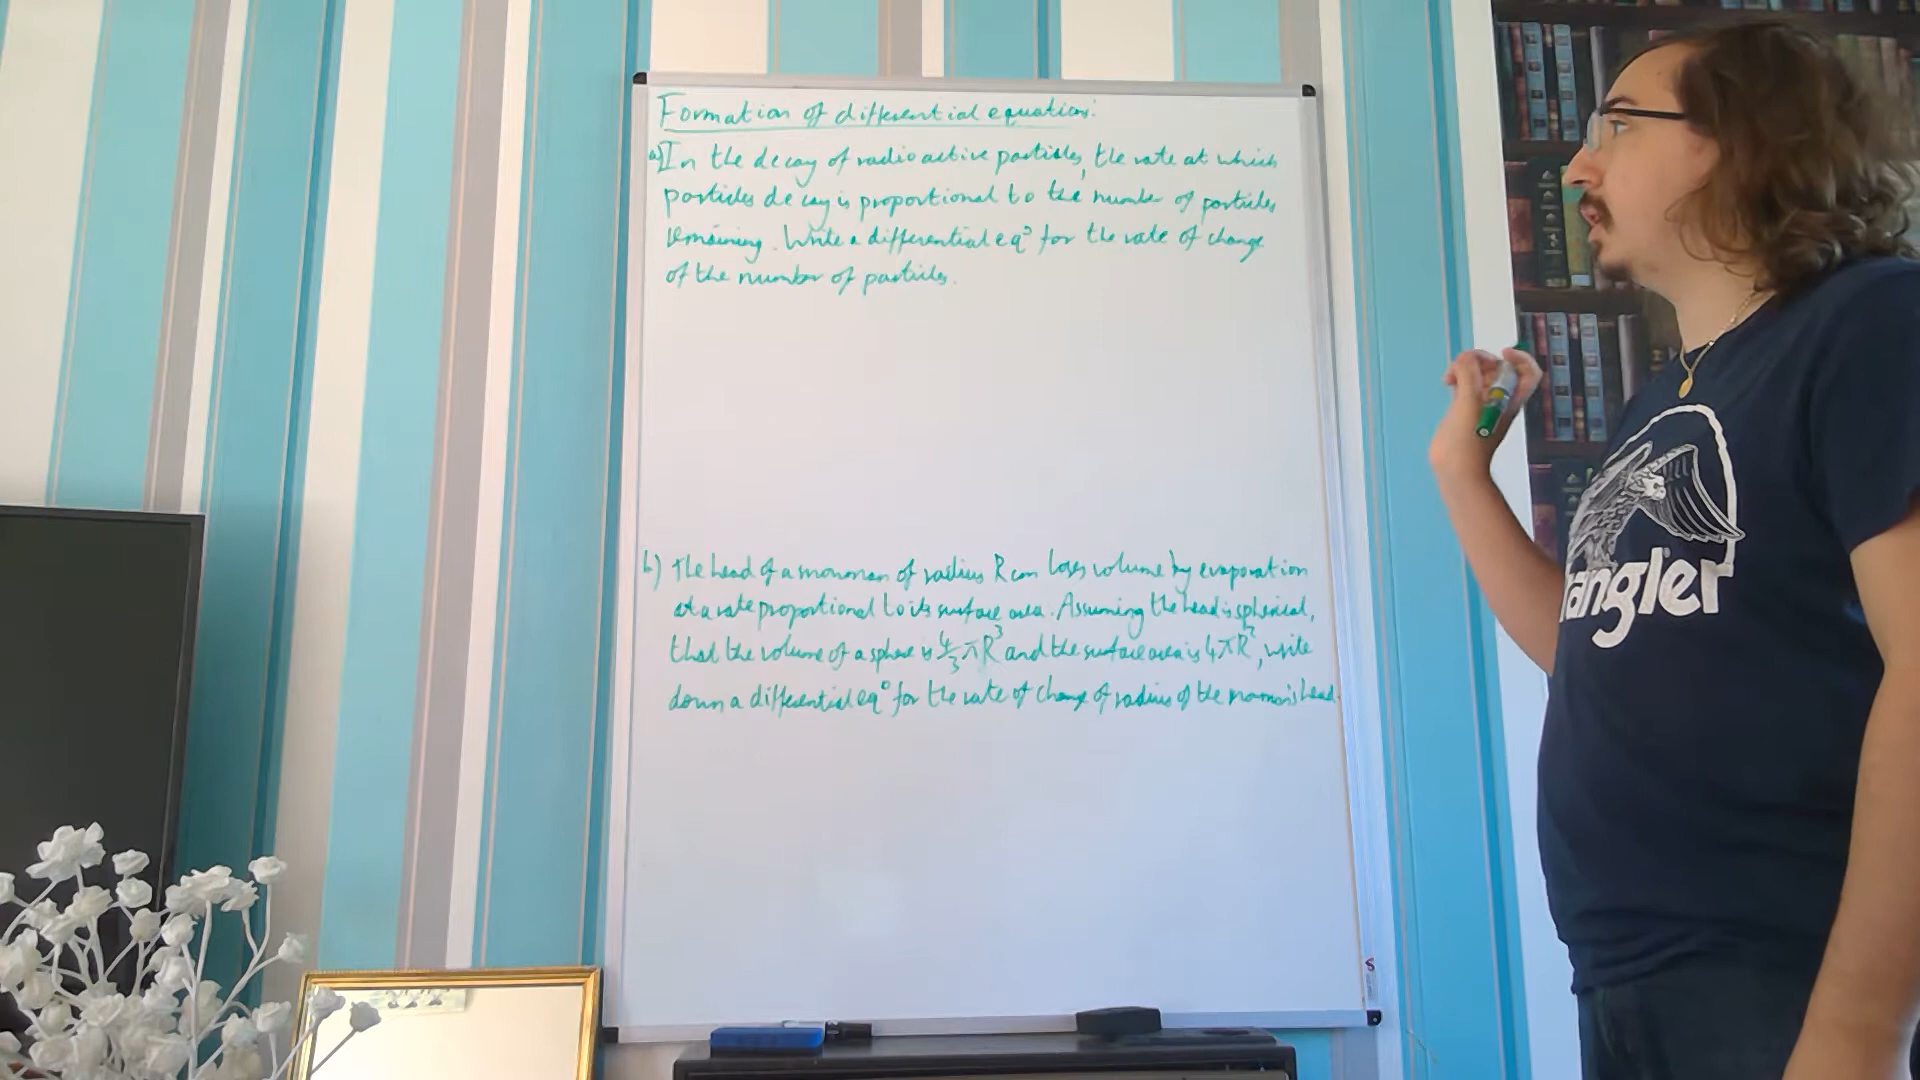 Formation of differential equations:
a) In the decay of radioactive particles, the rate at which
particles decay is proportional to the number of particles
remaining. Write a differential eqⁿ for the rate of change
of the number of particles.
b) The head of a snowman of radius R cm loses volume by evaporation
at a rate proportional to its surface area. Assuming the head is spherical,
that the volume of a sphere is 4/3 πR³ and the surface area is 4πR², write
down a differential eqⁿ for the rate of change of radius of the head.
angler